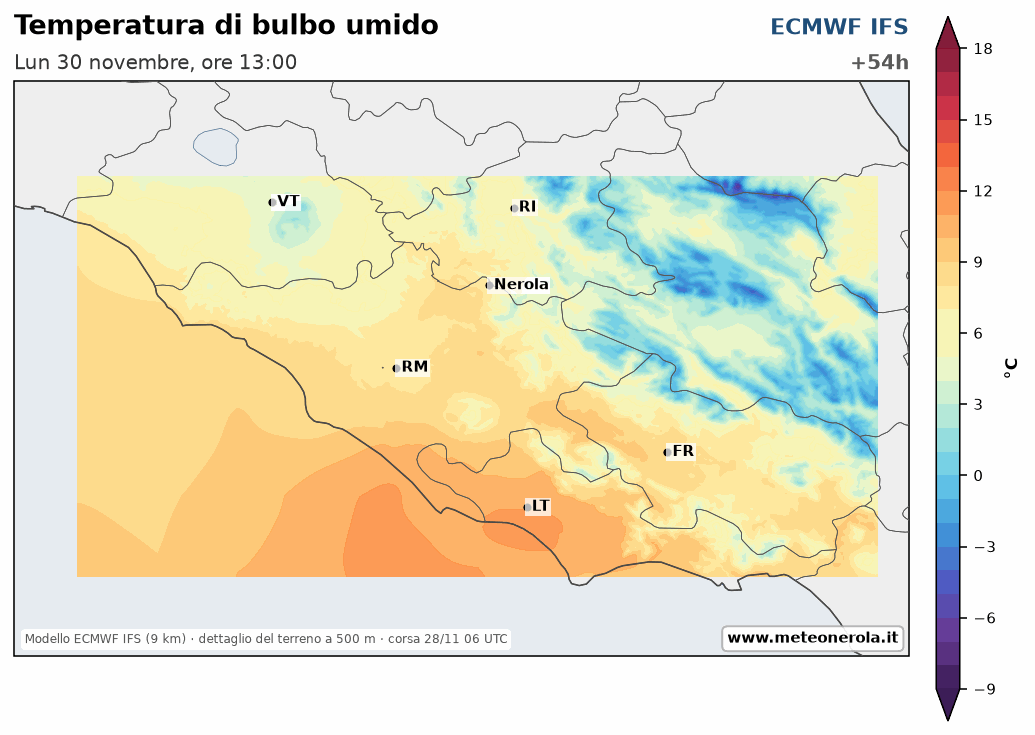 Temperatura di bulbo umido
ECMWF IFS
Lun 30 novembre, ore 13:00
+54h
VT
RI
Nerola
RM
FR
LT
18
15
12
9
6
3
0
−3
−6
−9
°C
Modello ECMWF IFS (9 km) · dettaglio del terreno a 500 m · corsa 28/11 06 UTC
www.meteonerola.it